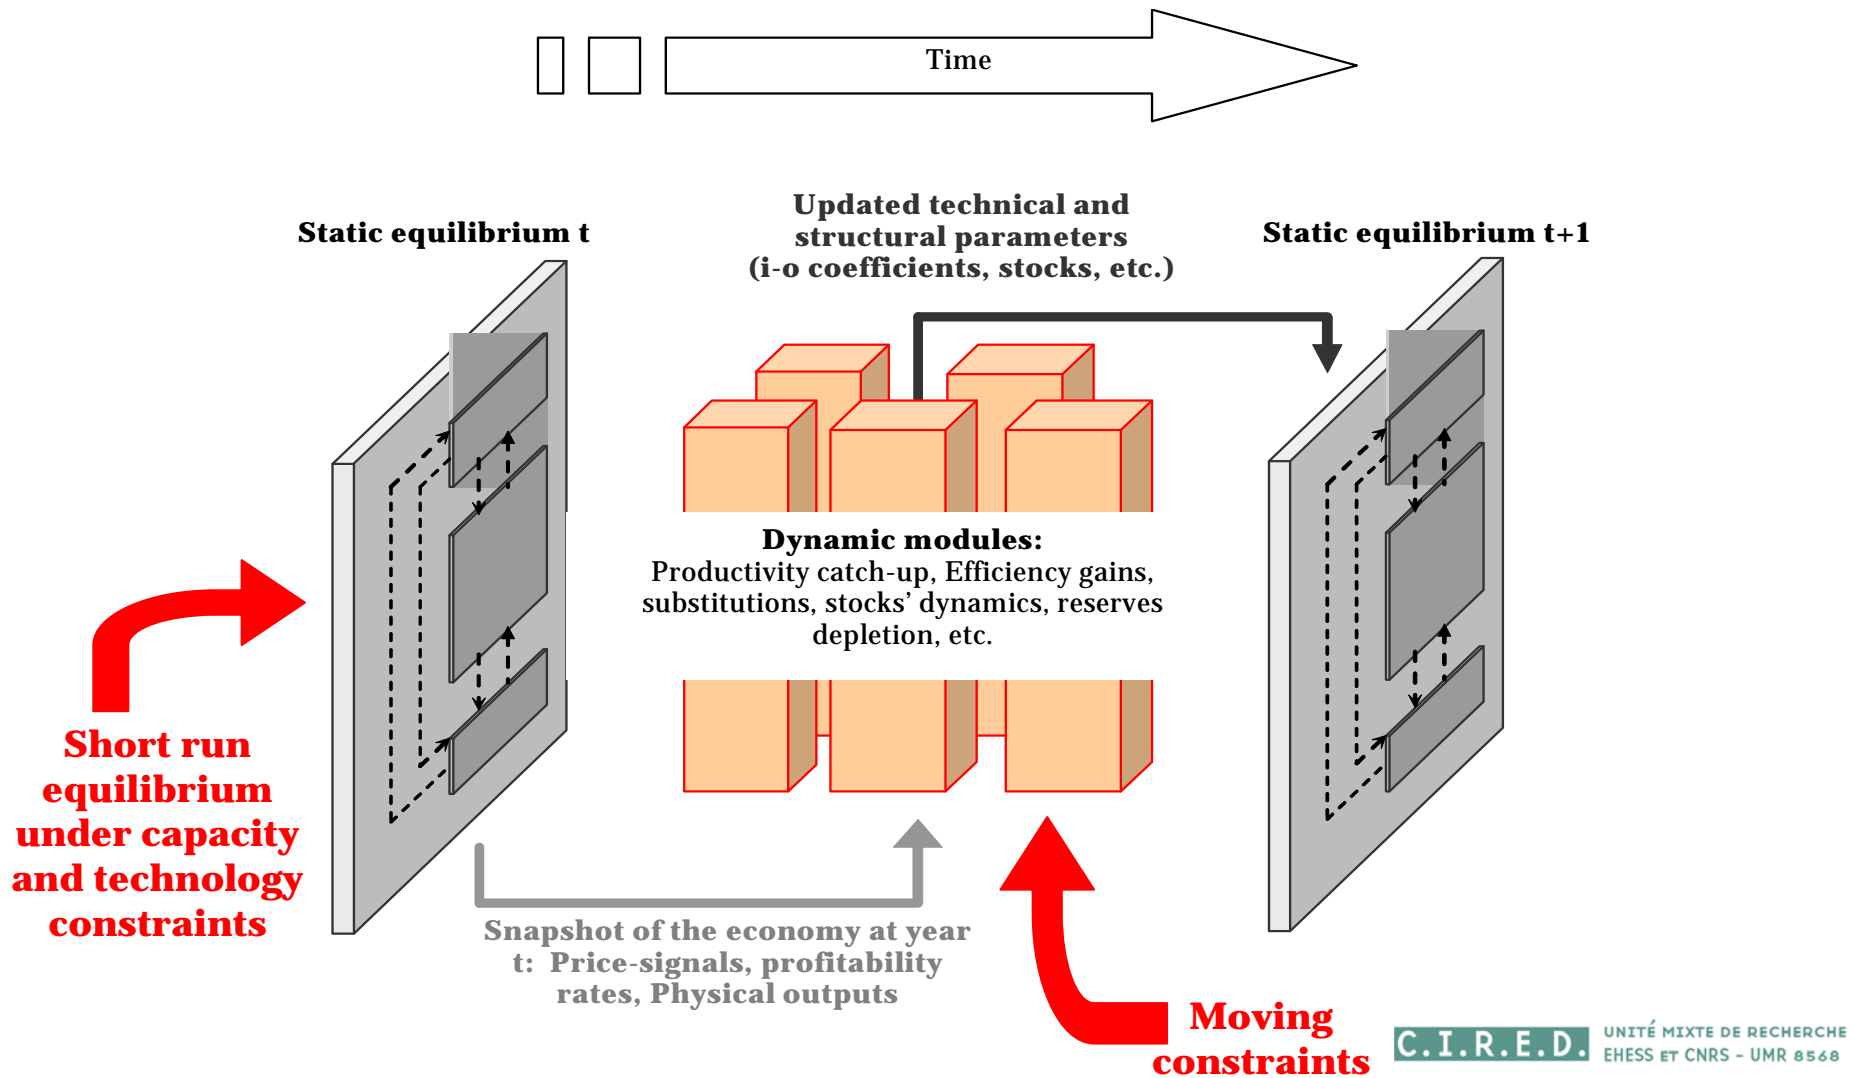 Time
Static equilibrium t
Updated technical and
structural parameters
(i-o coefficients, stocks, etc.)
Static equilibrium t+1
Dynamic modules:
Productivity catch-up, Efficiency gains,
substitutions, stocks’ dynamics, reserves
depletion, etc.
Short run
equilibrium
under capacity
and technology
constraints
Snapshot of the economy at year
t:  Price-signals, profitability
rates, Physical outputs
Moving
constraints
C.I.R.E.D.
UNITÉ MIXTE DE RECHERCHE
EHESS ET CNRS - UMR 8568